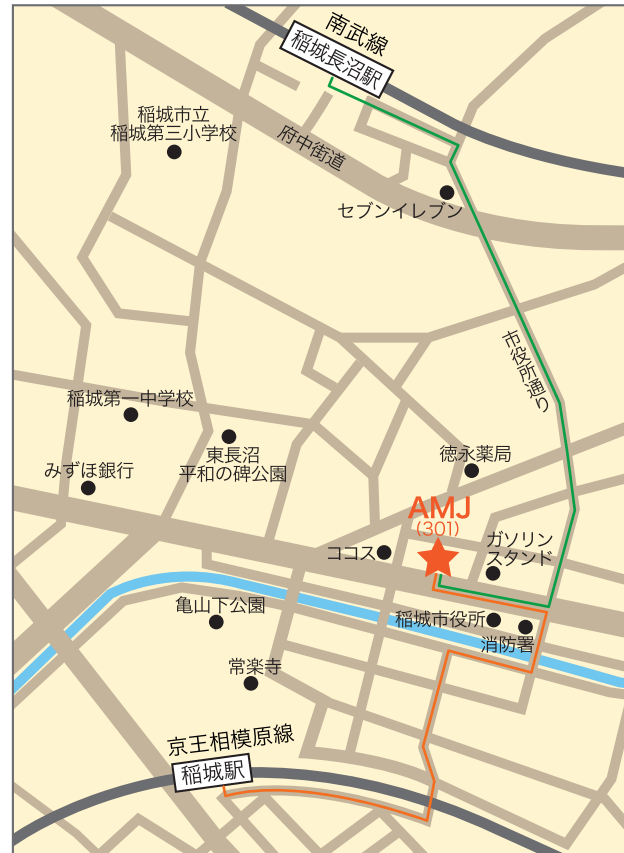 南武線
稲城長沼駅
稲城市立
稲城第三小学校
府中街道
セブンイレブン
市役所通り
稲城第一中学校
東長沼
平和の碑公園
みずほ銀行
徳永薬局
AMJ
(301)
ココス
ガソリン
スタンド
亀山下公園
稲城市役所
消防署
常楽寺
京王相模原線
稲城駅